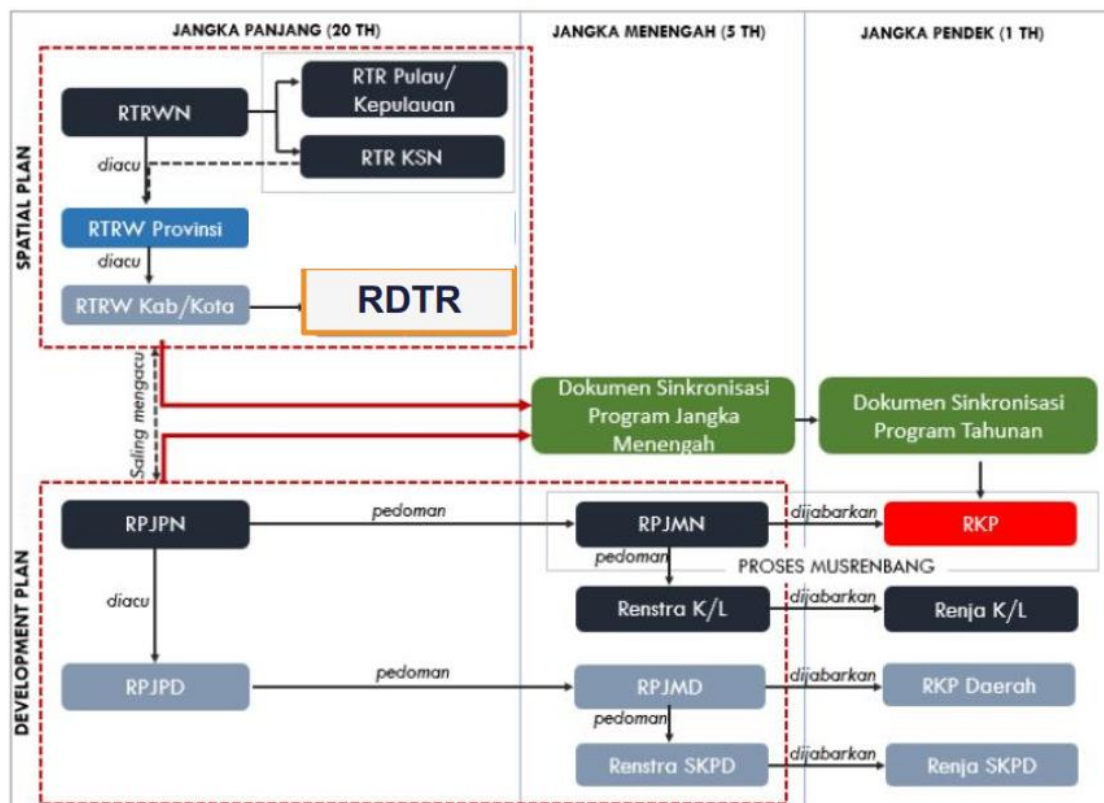 JANGKA PANJANG (20 TH)
JANGKA MENENGAH (5 TH)
JANGKA PENDEK (1 TH)
SPATIAL PLAN
RTRWN
RTR Pulau/
Kepulauan
RTR KSN
diacu
RTRW Provinsi
diacu
RTRW Kab/Kota
RDTR
Saling mengacu
Dokumen Sinkronisasi
Program Jangka
Menengah
Dokumen Sinkronisasi
Program Tahunan
DEVELOPMENT PLAN
RPJPN
pedoman
RPJMN
dijabarkan
RKP
pedoman
PROSES MUSRENBANG
diacu
Renstra K/L
dijabarkan
Renja K/L
RPJPD
pedoman
RPJMD
dijabarkan
RKP Daerah
pedoman
Renstra SKPD
dijabarkan
Renja SKPD